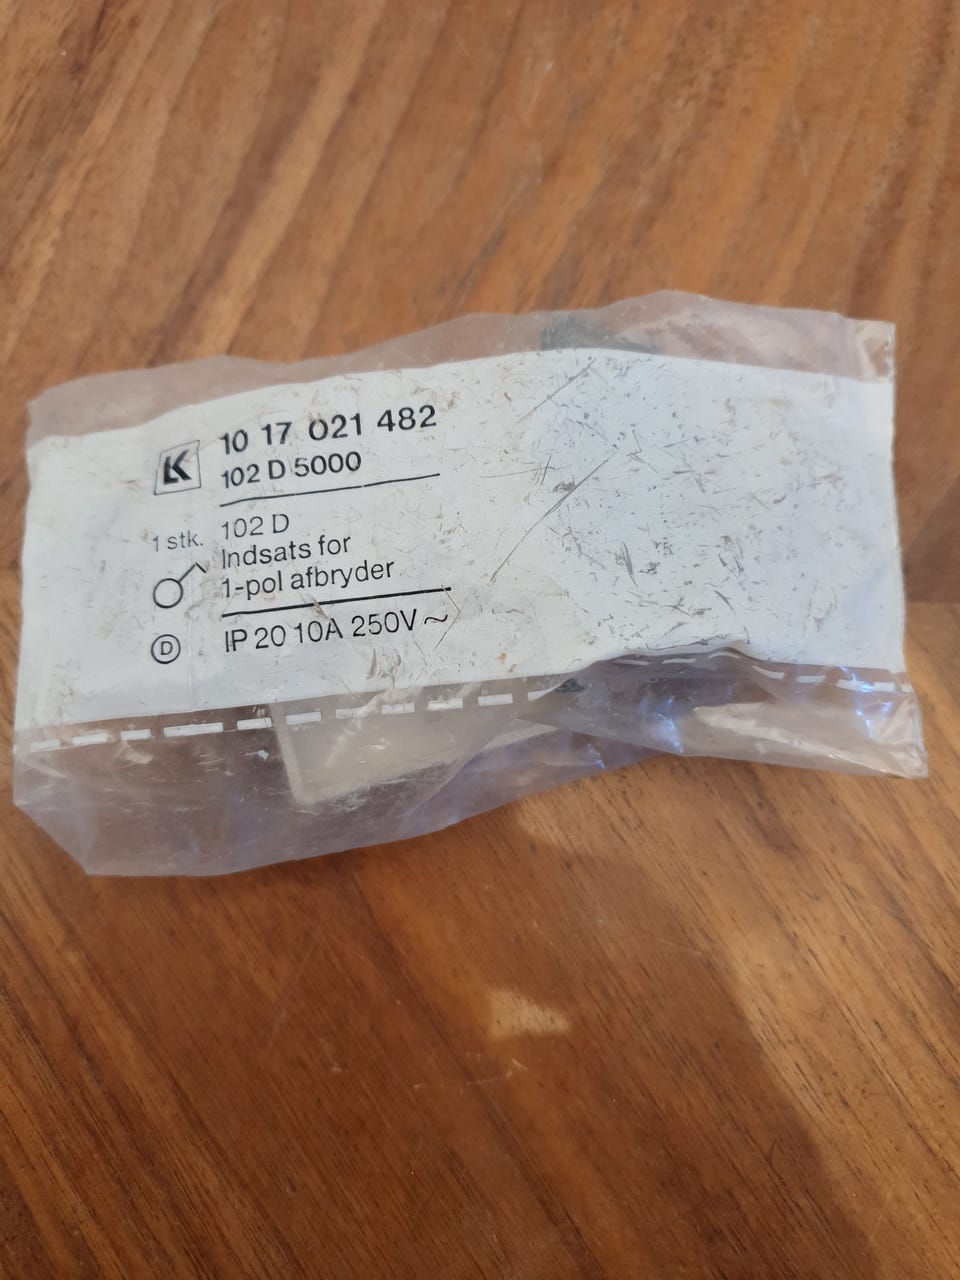 LK 10 17 021 482
102 D 5000
1 stk. 102 D
Indsats for
1-pol afbryder
D IP 20 10A 250V~